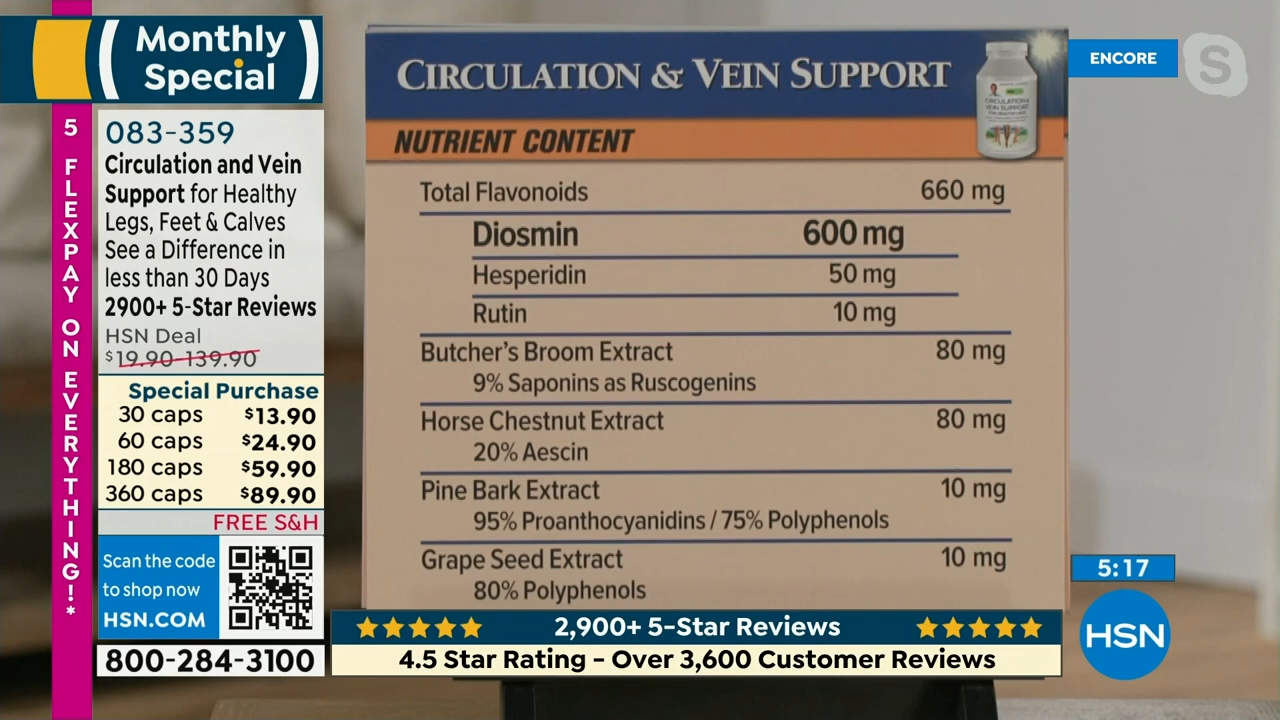 ( Monthly
Special )
5 FLEXPAY ON EVERYTHING!*
083-359
Circulation and Vein
Support for Healthy
Legs, Feet & Calves
See a Difference in
less than 30 Days
2900+ 5-Star Reviews
HSN Deal
$19.90-139.90
Special Purchase
30 caps $13.90
60 caps $24.90
180 caps $59.90
360 caps $89.90
FREE S&H
Scan the code
to shop now
HSN.COM
800-284-3100
CIRCULATION & VEIN SUPPORT
CIRCULATION &
VEIN SUPPORT
NUTRIENT CONTENT
Total Flavonoids 660 mg
Diosmin 600 mg
Hesperidin 50 mg
Rutin 10 mg
Butcher's Broom Extract 80 mg
9% Saponins as Ruscogenins
Horse Chestnut Extract 80 mg
20% Aescin
Pine Bark Extract 10 mg
95% Proanthocyanidins / 75% Polyphenols
Grape Seed Extract 10 mg
80% Polyphenols
2,900+ 5-Star Reviews
4.5 Star Rating – Over 3,600 Customer Reviews
ENCORE
S
5:17
HSN